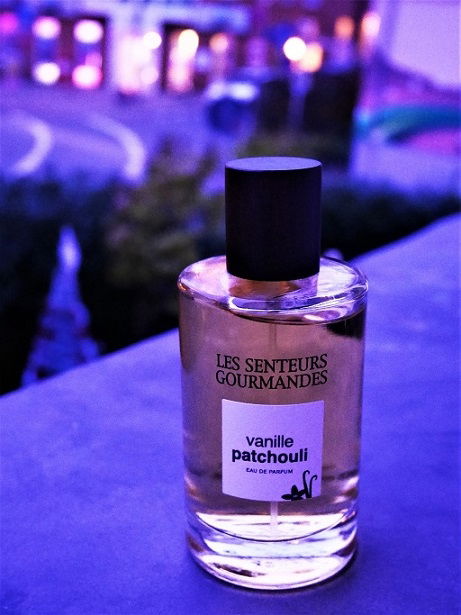 LES SENTEURS
GOURMANDES
vanille
patchouli
EAU DE PARFUM